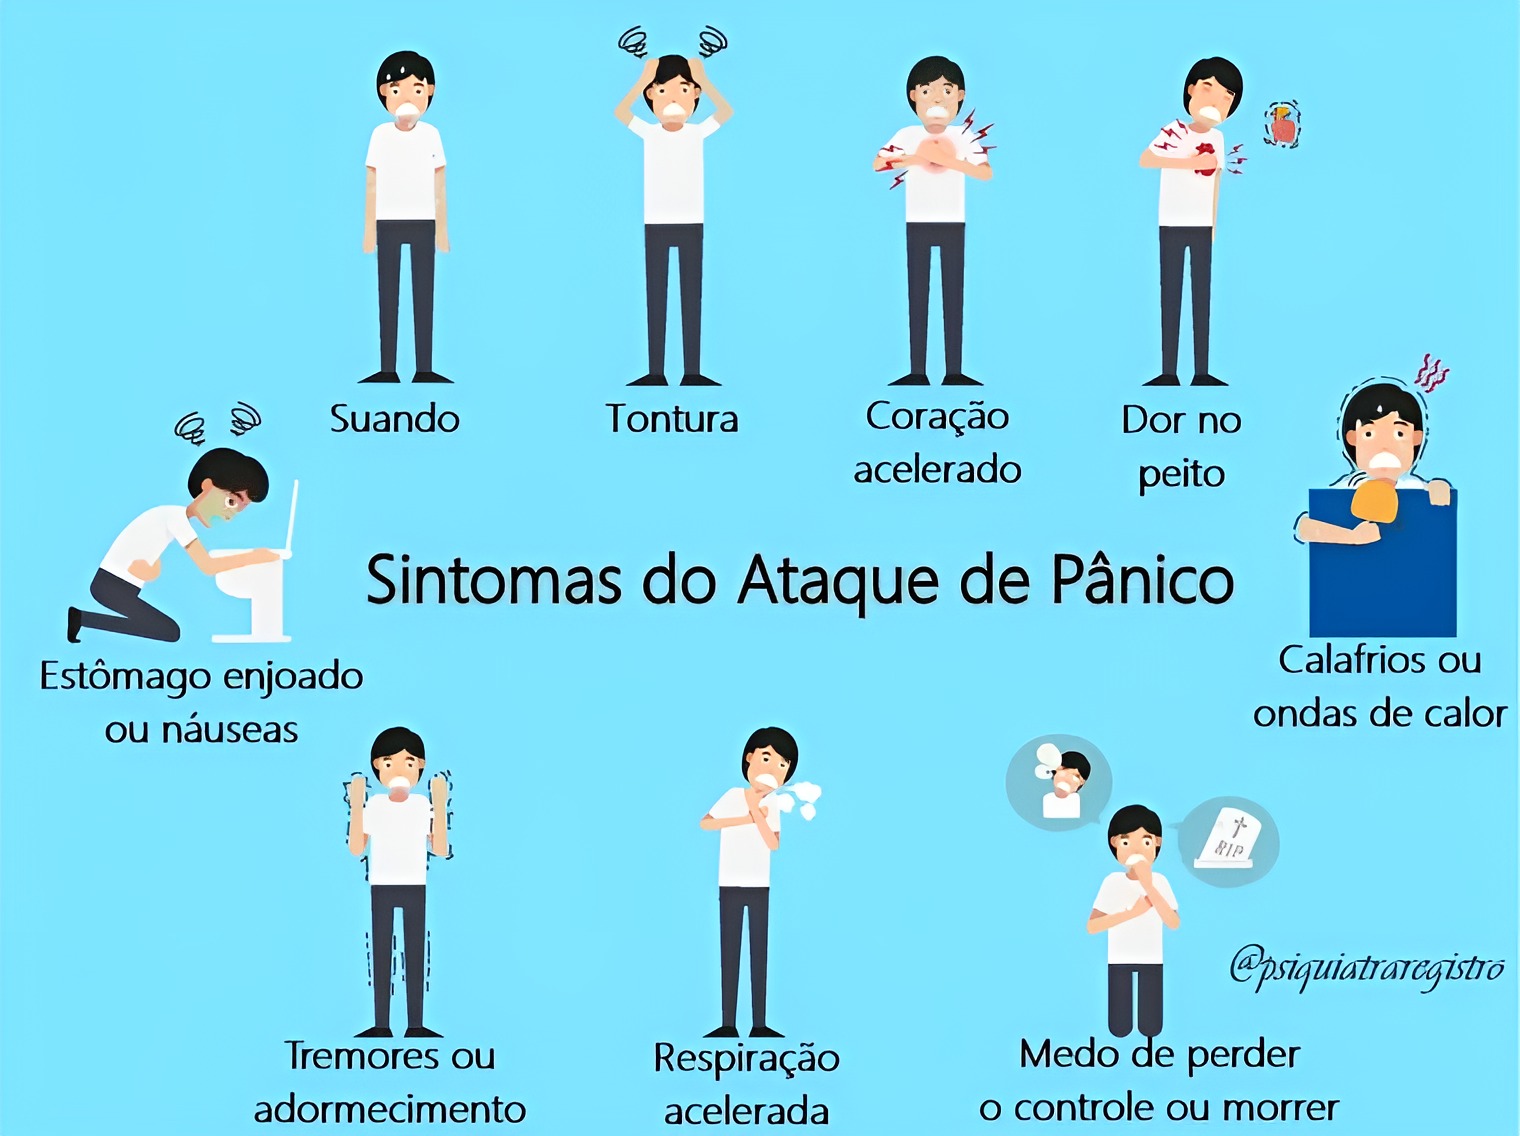 Suando
Tontura
Coração
acelerado
Dor no
peito
Sintomas do Ataque de Pânico
Estômago enjoado
ou náuseas
Calafrios ou
ondas de calor
RIP
@psiquiatraregistro
Tremores ou
adormecimento
Respiração
acelerada
Medo de perder
o controle ou morrer